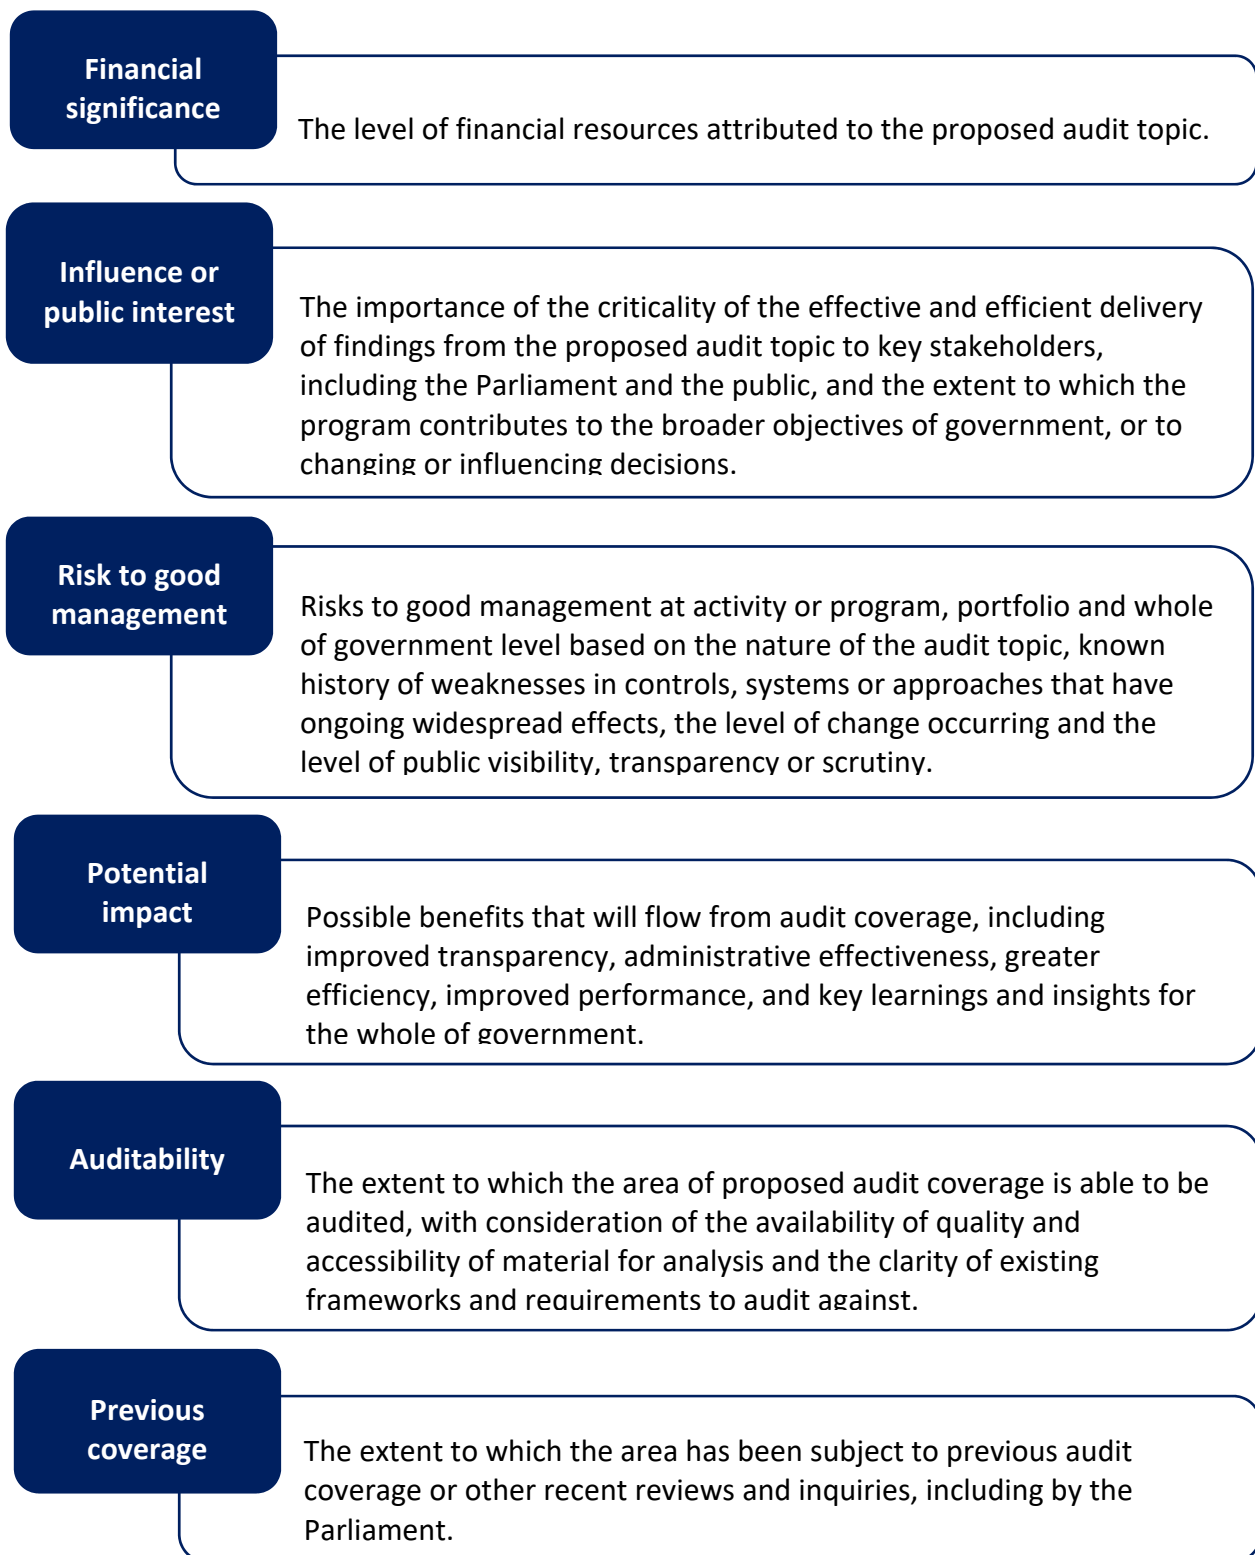 Financial
significance
The level of financial resources attributed to the proposed audit topic.
Influence or
public interest
The importance of the criticality of the effective and efficient delivery
of findings from the proposed audit topic to key stakeholders,
including the Parliament and the public, and the extent to which the
program contributes to the broader objectives of government, or to
changing or influencing decisions.
Risk to good
management
Risks to good management at activity or program, portfolio and whole
of government level based on the nature of the audit topic, known
history of weaknesses in controls, systems or approaches that have
ongoing widespread effects, the level of change occurring and the
level of public visibility, transparency or scrutiny.
Potential
impact
Possible benefits that will flow from audit coverage, including
improved transparency, administrative effectiveness, greater
efficiency, improved performance, and key learnings and insights for
the whole of government.
Auditability
The extent to which the area of proposed audit coverage is able to be
audited, with consideration of the availability of quality and
accessibility of material for analysis and the clarity of existing
frameworks and requirements to audit against.
Previous
coverage
The extent to which the area has been subject to previous audit
coverage or other recent reviews and inquiries, including by the
Parliament.